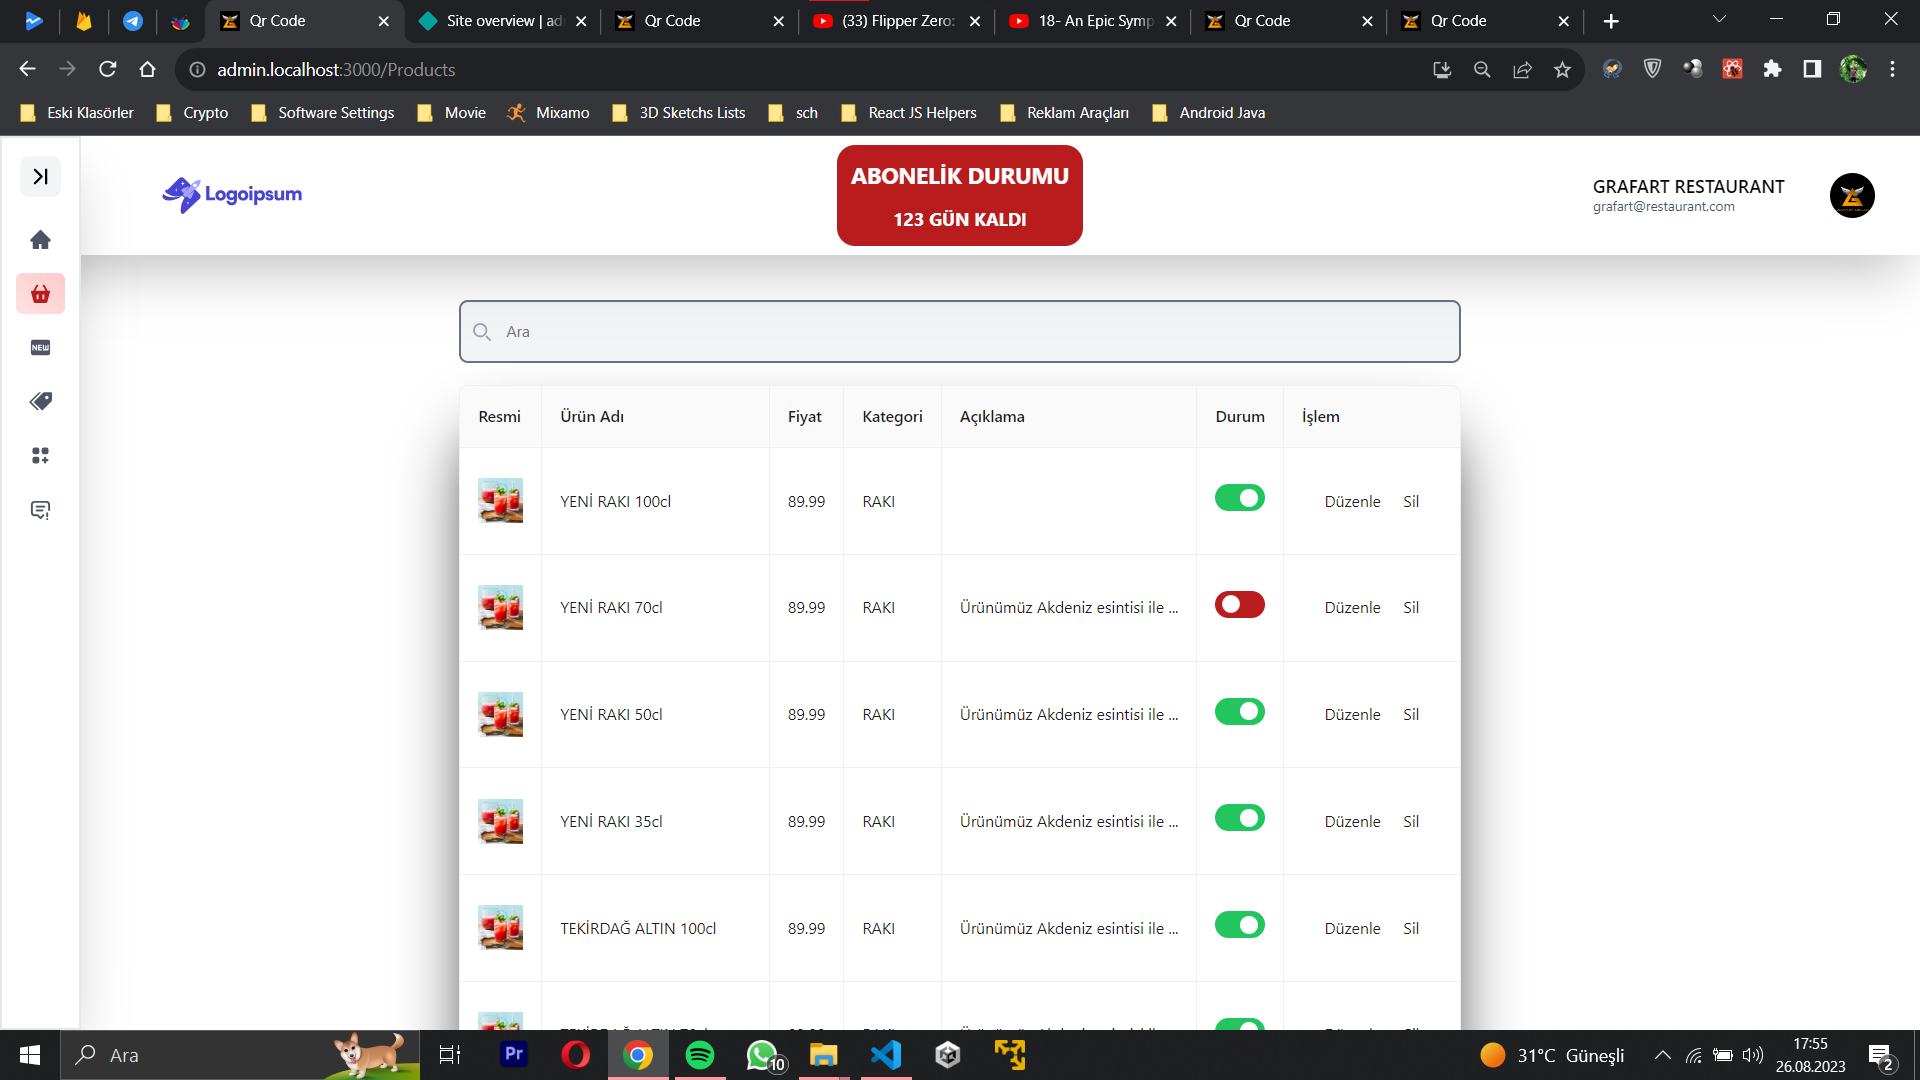 Qr Code
Site overview | ad
Qr Code
(33) Flipper Zero:
18- An Epic Symp
Qr Code
Qr Code
admin.localhost:3000/Products
Eski Klasörler
Crypto
Software Settings
Movie
Mixamo
3D Sketchs Lists
sch
React JS Helpers
Reklam Araçları
Android Java
Logoipsum
ABONELİK DURUMU
123 GÜN KALDI
GRAFART RESTAURANT
grafart@restaurant.com
NEW
Ara
Resmi Ürün Adı Fiyat Kategori Açıklama Durum İşlem
YENİ RAKI 100cl 89.99 RAKI Düzenle Sil
YENİ RAKI 70cl 89.99 RAKI Ürünümüz Akdeniz esintisi ile ... Düzenle Sil
YENİ RAKI 50cl 89.99 RAKI Ürünümüz Akdeniz esintisi ile ... Düzenle Sil
YENİ RAKI 35cl 89.99 RAKI Ürünümüz Akdeniz esintisi ile ... Düzenle Sil
TEKİRDAĞ ALTIN 100cl 89.99 RAKI Ürünümüz Akdeniz esintisi ile ... Düzenle Sil
Ara
Pr
10
31°C Güneşli
17:55
26.08.2023
2